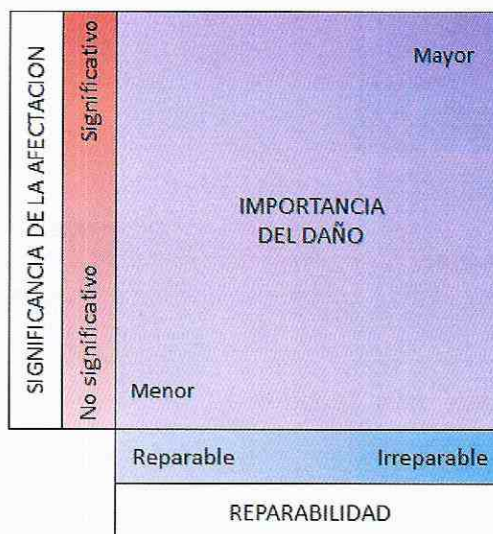 SIGNIFICANCIA DE LA AFECTACION
Significativo
No significativo
Mayor
IMPORTANCIA
DEL DAÑO
Menor
Reparable
Irreparable
REPARABILIDAD